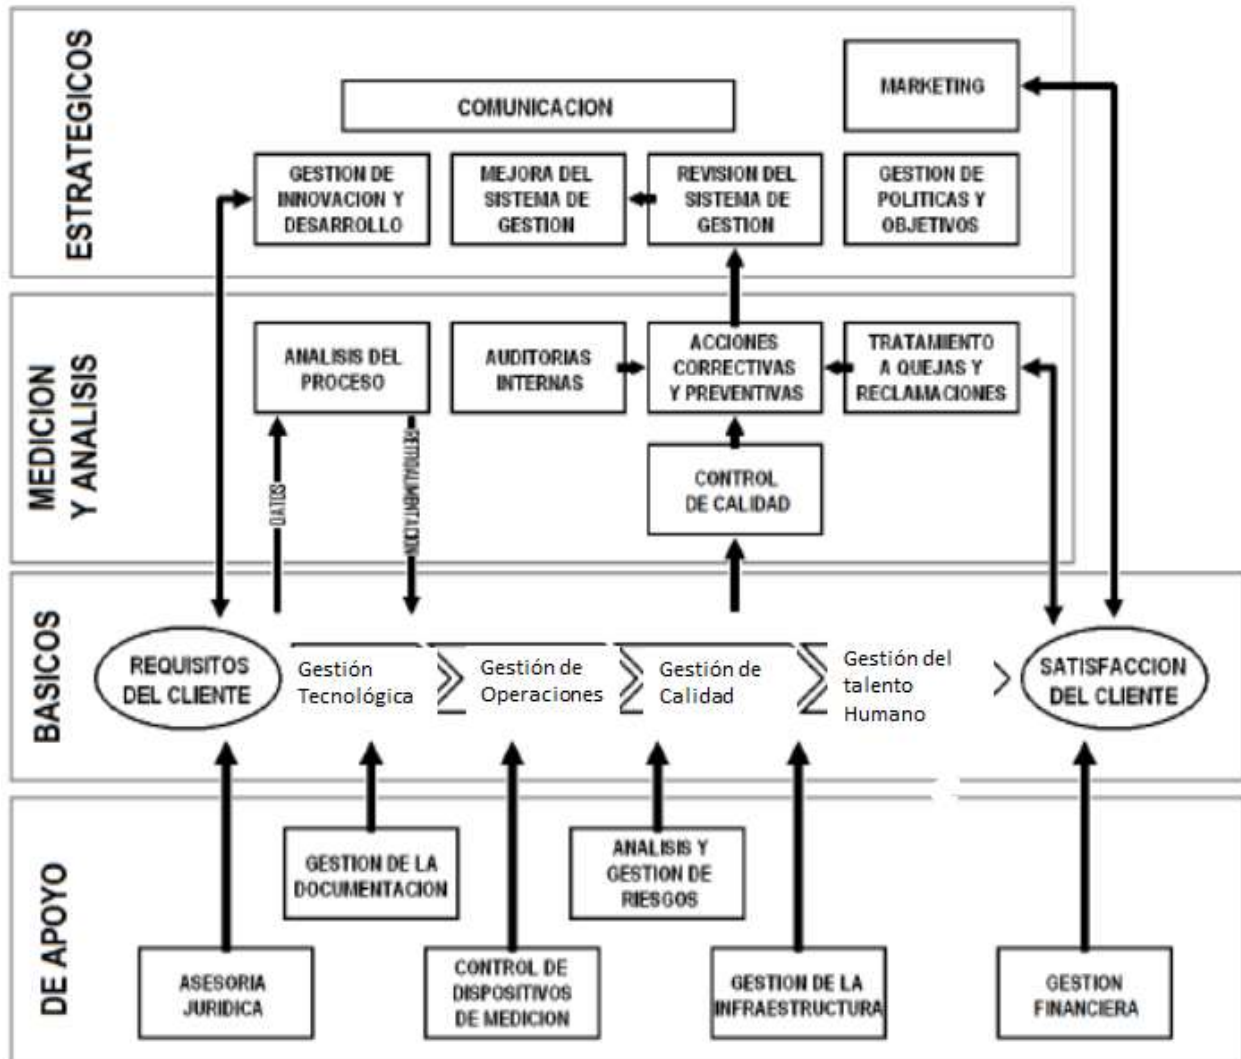 ESTRATEGICOS
COMUNICACION
MARKETING
GESTION DE
INNOVACION Y
DESARROLLO
MEJORA DEL
SISTEMA DE
GESTION
REVISION DEL
SISTEMA DE
GESTION
GESTION DE
POLITICAS Y
OBJETIVOS
MEDICION
Y ANALISIS
ANALISIS DEL
PROCESO
AUDITORIAS
INTERNAS
ACCIONES
CORRECTIVAS
Y PREVENTIVAS
TRATAMIENTO
A QUEJAS Y
RECLAMACIONES
RETROALIMENTACION
CONTROL
DE CALIDAD
BASICOS
REQUISITOS
DEL CLIENTE
Gestión
Tecnológica
Gestión de
Operaciones
Gestión de
Calidad
Gestión del
talento
Humano
SATISFACCION
DEL CLIENTE
DE APOYO
GESTION DE LA
DOCUMENTACION
ANALISIS Y
GESTION DE
RIESGOS
ASESORIA
JURIDICA
CONTROL DE
DISPOSITIVOS
DE MEDICION
GESTION DE LA
INFRAESTRUCTURA
GESTION
FINANCIERA